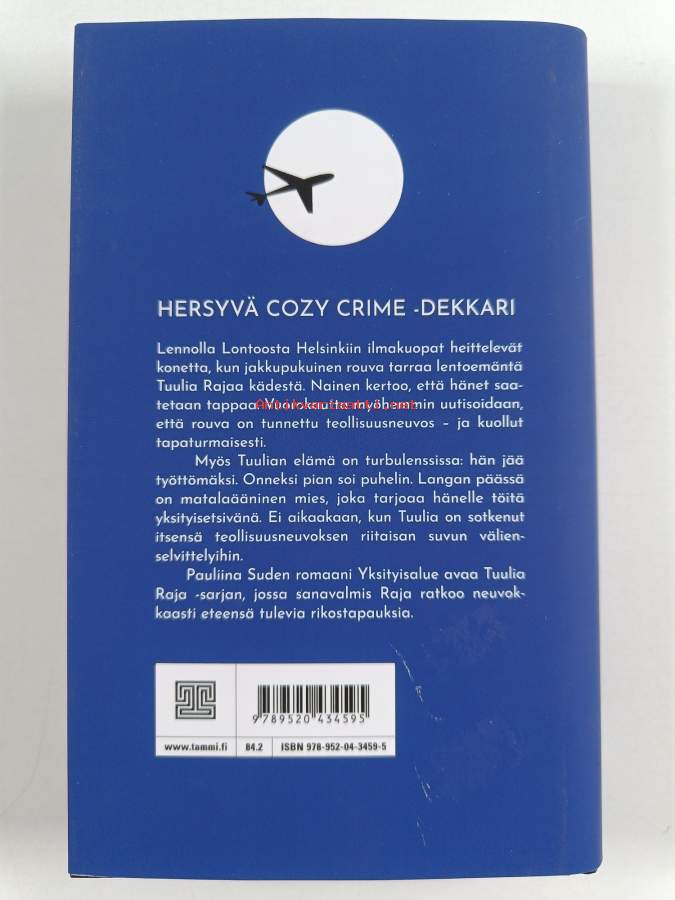 HERSYVÄ COZY CRIME -DEKKARI
Lennolla Lontoosta Helsinkiin ilmakuopat heittelevät
konetta, kun jakkupukuinen rouva tarraa lentoemäntä
Tuulia Rajaa kädestä. Nainen kertoo, että hänet saa-
tetaan tappaa. Vuorokautta myöhemmin uutisoidaan,
että rouva on tunnettu teollisuusneuvos – ja kuollut
tapaturmaisesti.
Myös Tuulian elämä on turbulenssissa: hän jää
työttömäksi. Onneksi pian soi puhelin. Langan päässä
on matalaääninen mies, joka tarjoaa hänelle töitä
yksityisetsivänä. Ei aikaakaan, kun Tuulia on sotkenut
itsensä teollisuusneuvoksen riitaisan suvun välien-
selvittelyihin.
Pauliina Suden romaani Yksityisalue avaa Tuulia
Raja -sarjan, jossa sanavalmis Raja ratkoo neuvok-
kaasti eteensä tulevia rikostapauksia.
9 789520 434595
www.tammi.fi 84.2 ISBN 978-952-04-3459-5